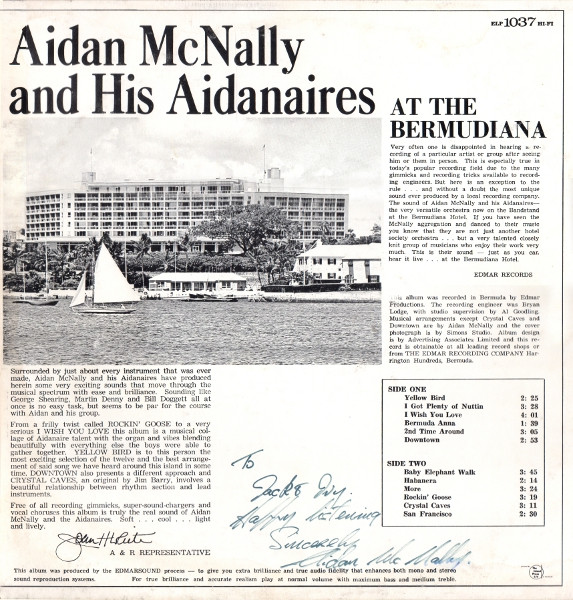 ELP 1037 HI-FI
Aidan McNally
and His Aidanaires
AT THE
BERMUDIANA
Very often one is disappointed in hearing a re-
cording of a particular artist or group after seeing
him or them in person. This is especially true in
today's popular recording field due to the many
gimmicks and recording tricks available to record-
ing engineers. But here is an exception to the
rule . . . and without a doubt the most unique
sound ever produced by a local recording company.
The sound of Aidan McNally and his Aidanaires—
the very versatile orchestra now on the Bandstand
at the Bermudiana Hotel. If you have seen the
McNally aggregation and danced to their music
you know that they are not just another hotel
society orchestra . . . but a very talented closely
knit group of musicians who enjoy their work very
much. This is their sound — just as you can
hear it live . . . at the Bermudiana Hotel.
EDMAR RECORDS
This album was recorded in Bermuda by Edmar
Productions. The recording engineer was Bryan
Lodge, with studio supervision by Al Goodling.
Musical arrangements except Crystal Caves and
Downtown are by Aidan McNally and the cover
photograph is by Simons Studio. Album design
is by Advertising Associates Limited and this re-
cord is obtainable at all leading record shops or
from THE EDMAR RECORDING COMPANY Har-
rington Hundreds, Bermuda.
Surrounded by just about every instrument that was ever
made, Aidan McNally and his Aidanaires have produced
herein some very exciting sounds that move through the
musical spectrum with ease and brilliance. Sounding like
George Shearing, Martin Denny and Bill Doggett all at
once is no easy task, but seems to be par for the course
with Aidan and his group.
From a frilly twist called ROCKIN' GOOSE to a very
serious I WISH YOU LOVE this album is a musical col-
lage of Aidanaire talent with the organ and vibes blending
beautifully with everything else the boys were able to
gather together. YELLOW BIRD is to this person the
most exciting selection of the twelve and the best arrange-
ment of said song we have heard around this island in some
time. DOWNTOWN also presents a different approach and
CRYSTAL CAVES, an original by Jim Barry, involves a
beautiful relationship between rhythm section and lead
instruments.
Free of all recording gimmicks, super-sound-chargers and
vocal choruses this album is truly the real sound of Aidan
McNally and the Aidanaires. Soft . . . cool . . . light
and lively.
A & R REPRESENTATIVE
To
Jack & Ivy.
Happy listening
Sincerely
Aidan McNally.
SIDE ONE
Yellow Bird 2: 25
I Got Plenty of Nuttin 3: 28
I Wish You Love 4: 01
Bermuda Anna 1: 39
2nd Time Around 3: 05
Downtown 2: 53
SIDE TWO
Baby Elephant Walk 3: 45
Habanera 2: 14
More 3: 24
Rockin' Goose 3: 19
Crystal Caves 3: 11
San Francisco 2: 30
This album was produced by the EDMARSOUND process — to give you extra brilliance and true audio fidelity that enhances both mono and stereo
sound reproduction systems. For true brilliance and accurate realism play at normal volume with maximum bass and medium treble.